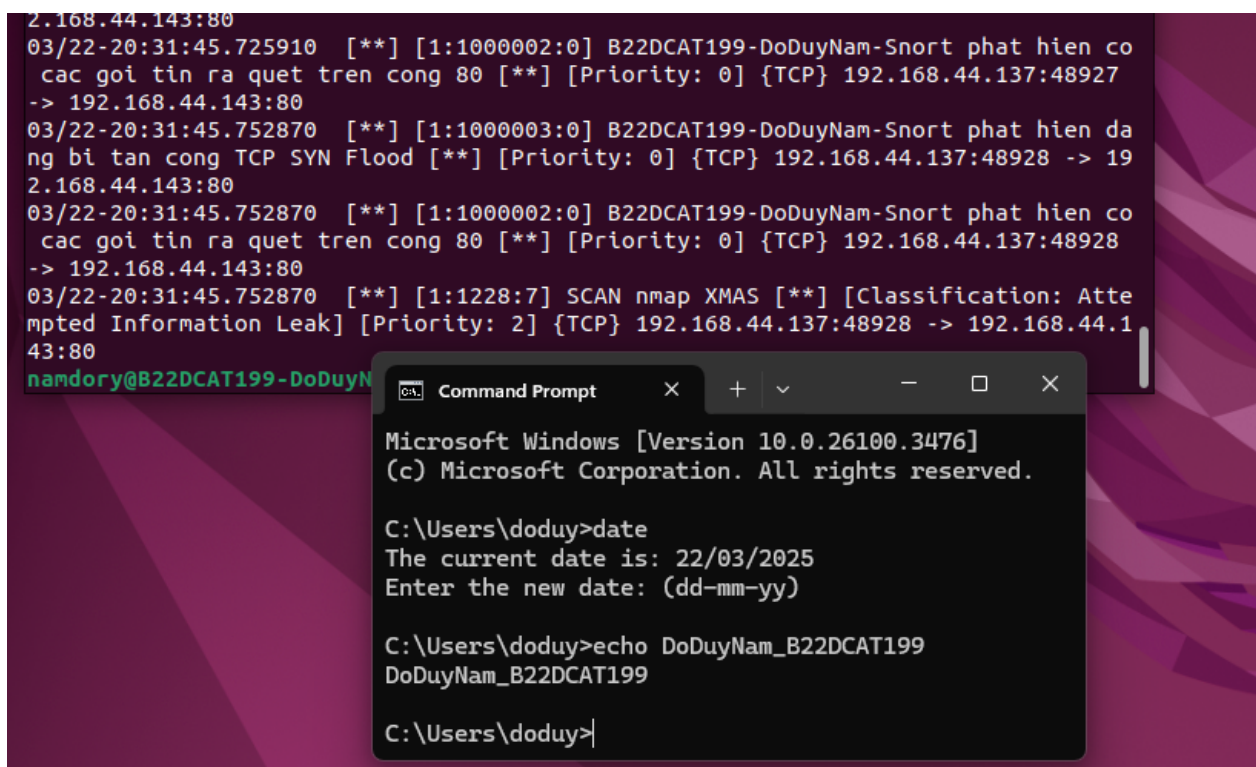 2.168.44.143:80
03/22-20:31:45.725910  [**] [1:1000002:0] B22DCAT199-DoDuyNam-Snort phat hien co
 cac goi tin ra quet tren cong 80 [**] [Priority: 0] {TCP} 192.168.44.137:48927
-> 192.168.44.143:80
03/22-20:31:45.752870  [**] [1:1000003:0] B22DCAT199-DoDuyNam-Snort phat hien da
ng bi tan cong TCP SYN Flood [**] [Priority: 0] {TCP} 192.168.44.137:48928 -> 19
2.168.44.143:80
03/22-20:31:45.752870  [**] [1:1000002:0] B22DCAT199-DoDuyNam-Snort phat hien co
 cac goi tin ra quet tren cong 80 [**] [Priority: 0] {TCP} 192.168.44.137:48928
-> 192.168.44.143:80
03/22-20:31:45.752870  [**] [1:1228:7] SCAN nmap XMAS [**] [Classification: Atte
mpted Information Leak] [Priority: 2] {TCP} 192.168.44.137:48928 -> 192.168.44.1
43:80
namdory@B22DCAT199-DoDuyN
Command Prompt
Microsoft Windows [Version 10.0.26100.3476]
(c) Microsoft Corporation. All rights reserved.
C:\Users\doduy>date
The current date is: 22/03/2025
Enter the new date: (dd-mm-yy)
C:\Users\doduy>echo DoDuyNam_B22DCAT199
DoDuyNam_B22DCAT199
C:\Users\doduy>